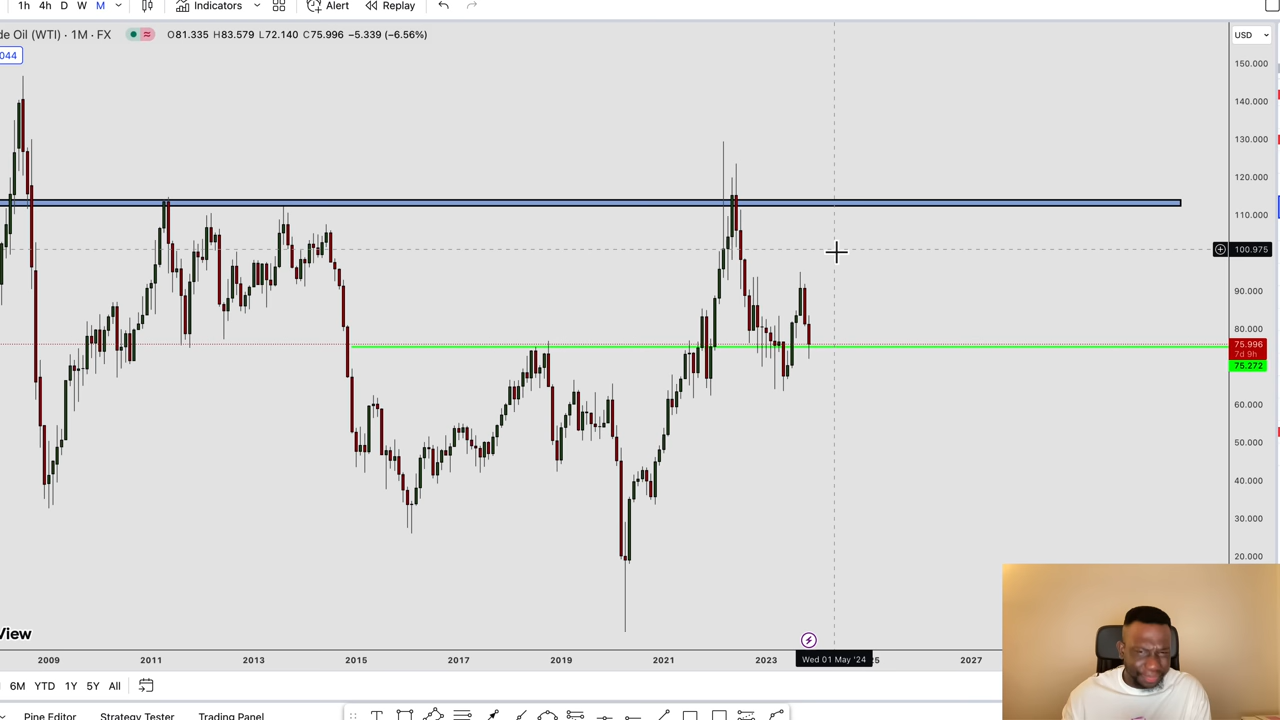 1h 4h D W M Indicators Alert Replay
de Oil (WTI) · 1M · FX O81.335 H83.579 L72.140 C75.996 −5.339 (−6.56%)
USD
044
150.000
140.000
130.000
120.000
110.000
100.975
90.000
80.000
75.996
7d 9h
75.272
60.000
50.000
40.000
30.000
20.000
View
2009 2011 2013 2015 2017 2019 2021 2023 Wed 01 May '24 25 2027
6M YTD 1Y 5Y All
Pine Editor Strategy Tester Trading Panel